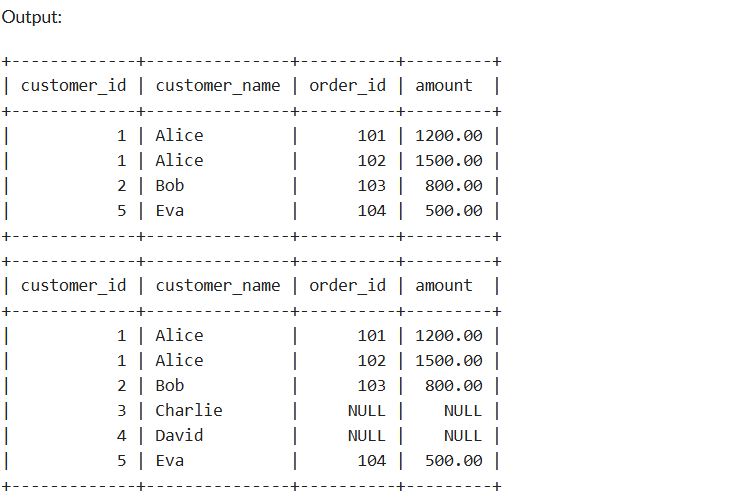 Output:
+-------------+---------------+----------+---------+
| customer_id | customer_name | order_id | amount  |
+-------------+---------------+----------+---------+
|           1 | Alice         |      101 | 1200.00 |
|           1 | Alice         |      102 | 1500.00 |
|           2 | Bob           |      103 |  800.00 |
|           5 | Eva           |      104 |  500.00 |
+-------------+---------------+----------+---------+
+-------------+---------------+----------+---------+
| customer_id | customer_name | order_id | amount  |
+-------------+---------------+----------+---------+
|           1 | Alice         |      101 | 1200.00 |
|           1 | Alice         |      102 | 1500.00 |
|           2 | Bob           |      103 |  800.00 |
|           3 | Charlie       |     NULL |    NULL |
|           4 | David         |     NULL |    NULL |
|           5 | Eva           |      104 |  500.00 |
+-------------+---------------+----------+---------+